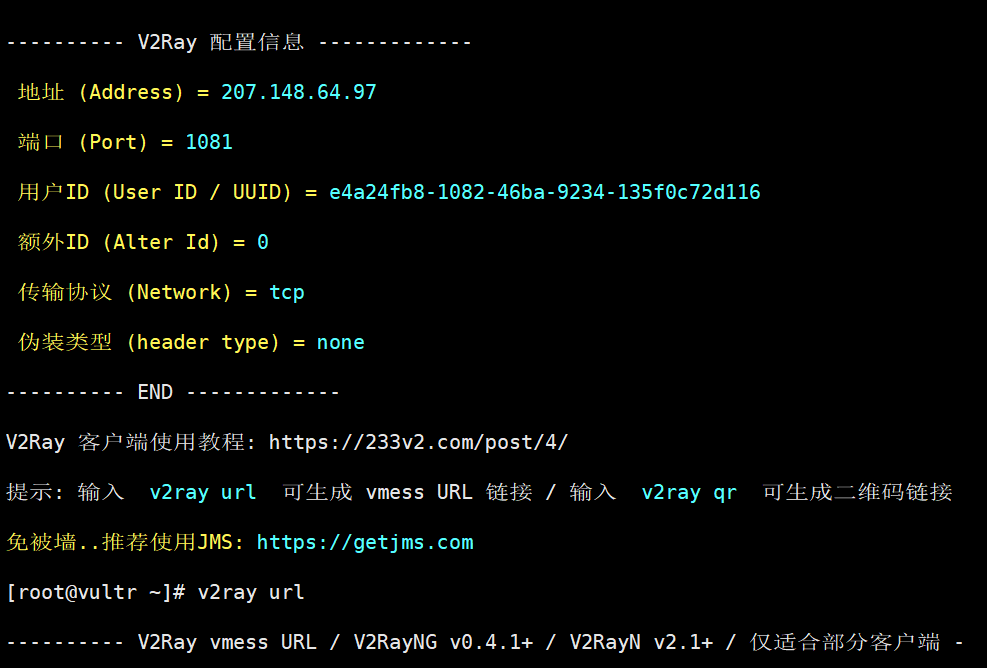 ---------- V2Ray 配置信息 -------------
地址 (Address) = 207.148.64.97
端口 (Port) = 1081
用户ID (User ID / UUID) = e4a24fb8-1082-46ba-9234-135f0c72d116
额外ID (Alter Id) = 0
传输协议 (Network) = tcp
伪装类型 (header type) = none
---------- END -------------
V2Ray 客户端使用教程: https://233v2.com/post/4/
提示: 输入 v2ray url 可生成 vmess URL 链接 / 输入 v2ray qr 可生成二维码链接
免被墙..推荐使用JMS: https://getjms.com
[root@vultr ~]# v2ray url
---------- V2Ray vmess URL / V2RayNG v0.4.1+ / V2RayN v2.1+ / 仅适合部分客户端 -